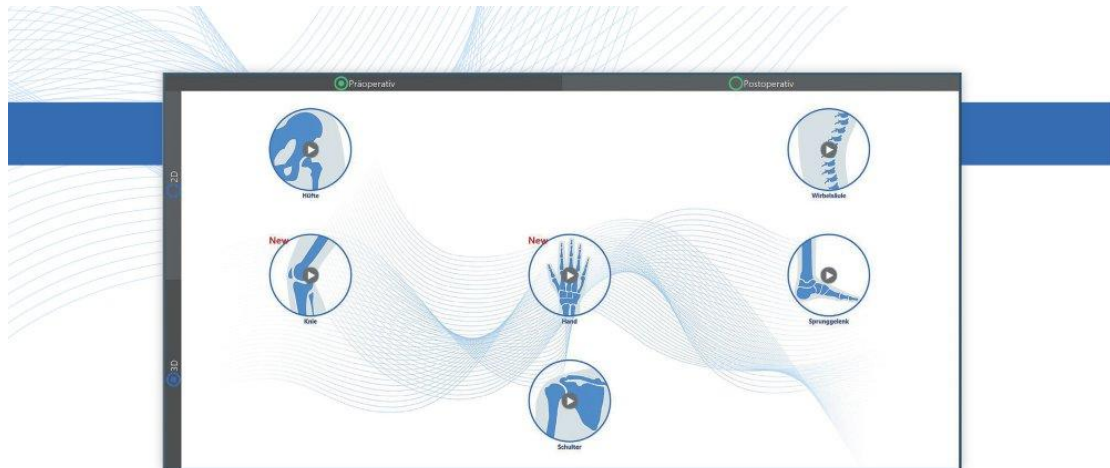 Präoperativ
Postoperativ
2D
Hüfte
Wirbelsäule
New
New
Knie
Hand
Sprunggelenk
3D
Schulter